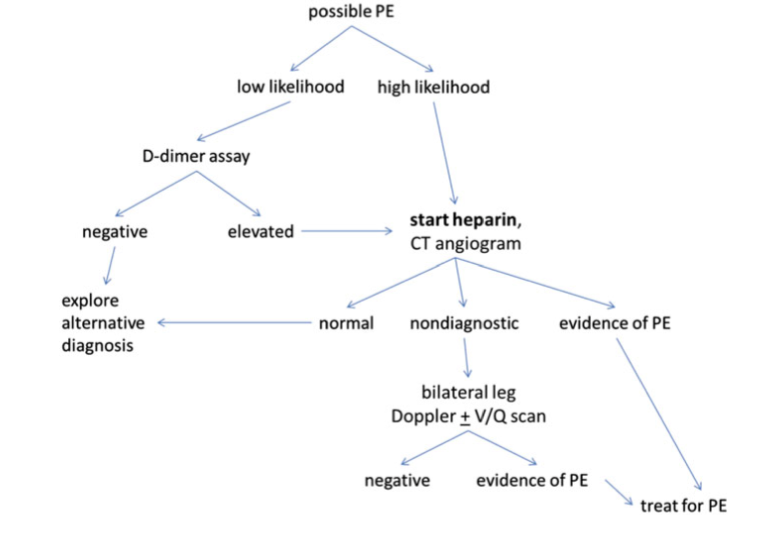 possible PE
low likelihood
high likelihood
D-dimer assay
negative
elevated
start heparin,
CT angiogram
explore
alternative
diagnosis
normal
nondiagnostic
evidence of PE
bilateral leg
Doppler ± V/Q scan
negative
evidence of PE
treat for PE